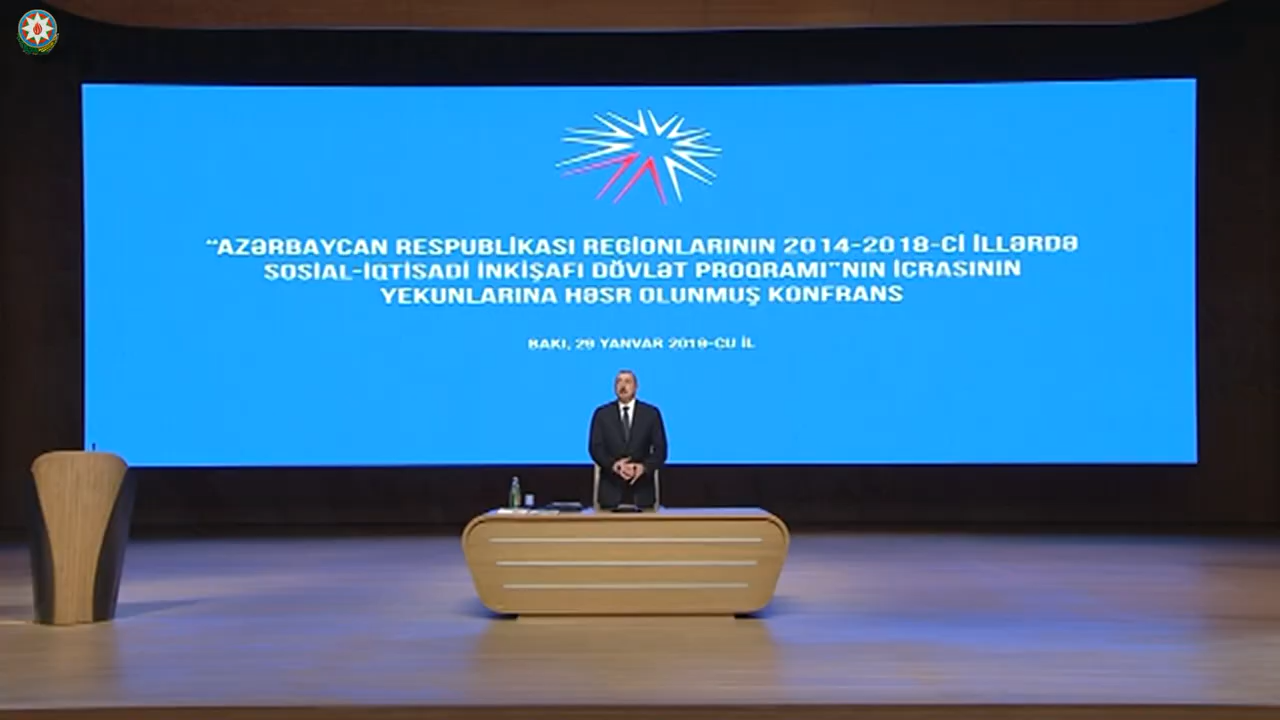 “AZƏRBAYCAN RESPUBLİKASI REGİONLARININ 2014-2018-Cİ İLLƏRDƏ
SOSİAL-İQTİSADİ İNKİŞAFI DÖVLƏT PROQRAMI”NIN İCRASININ
YEKUNLARINA HƏSR OLUNMUŞ KONFRANS
BAKI, 29 YANVAR 2019-CU İL